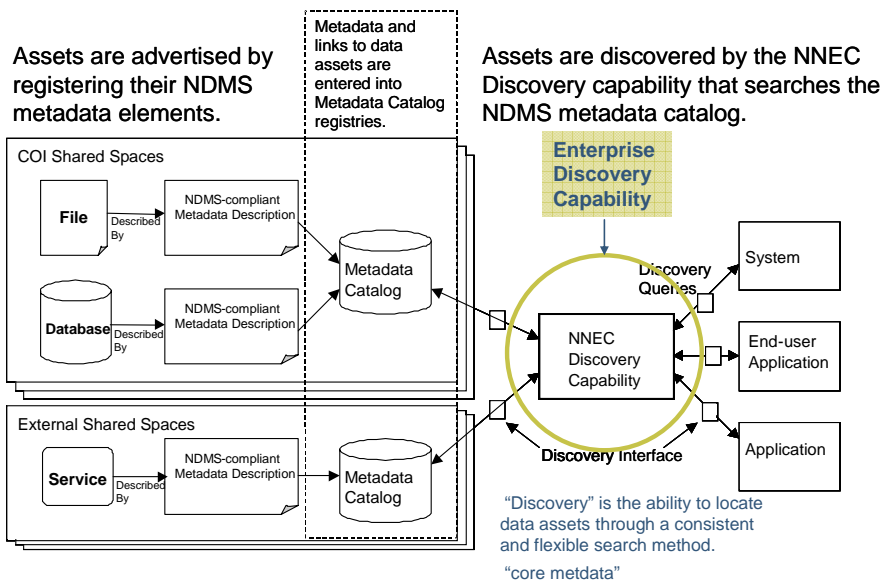 Assets are advertised by
registering their NDMS
metadata elements.
Metadata and
links to data
assets are
entered into
Metadata Catalog
registries.
Assets are discovered by the NNEC
Discovery capability that searches the
NDMS metadata catalog.
Enterprise
Discovery
Capability
COI Shared Spaces
File
Described
By
NDMS-compliant
Metadata Description
Database
Described
By
NDMS-compliant
Metadata Description
Metadata
Catalog
External Shared Spaces
Service
Described
By
NDMS-compliant
Metadata Description
Metadata
Catalog
NNEC
Discovery
Capability
Discovery
Queries
System
End-user
Application
Application
Discovery Interface
“Discovery” is the ability to locate
data assets through a consistent
and flexible search method.
“core metdata”